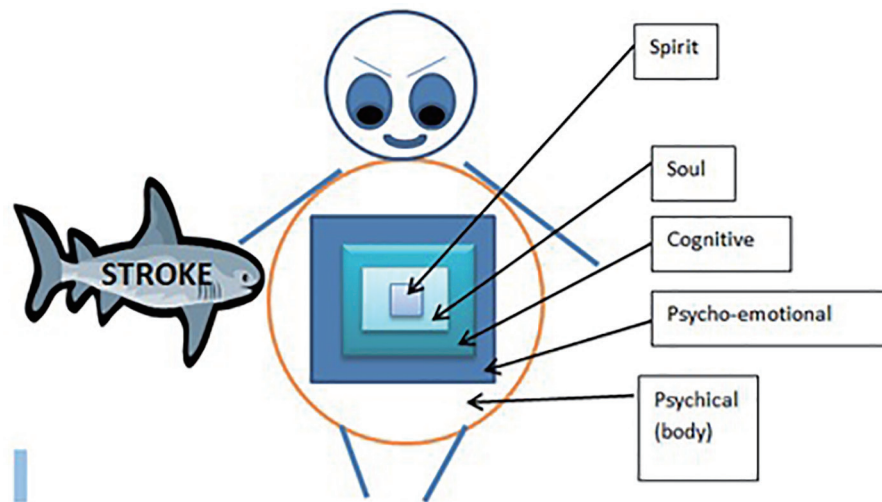 Spirit
Soul
STROKE
Cognitive
Psycho-emotional
Psychical
(body)